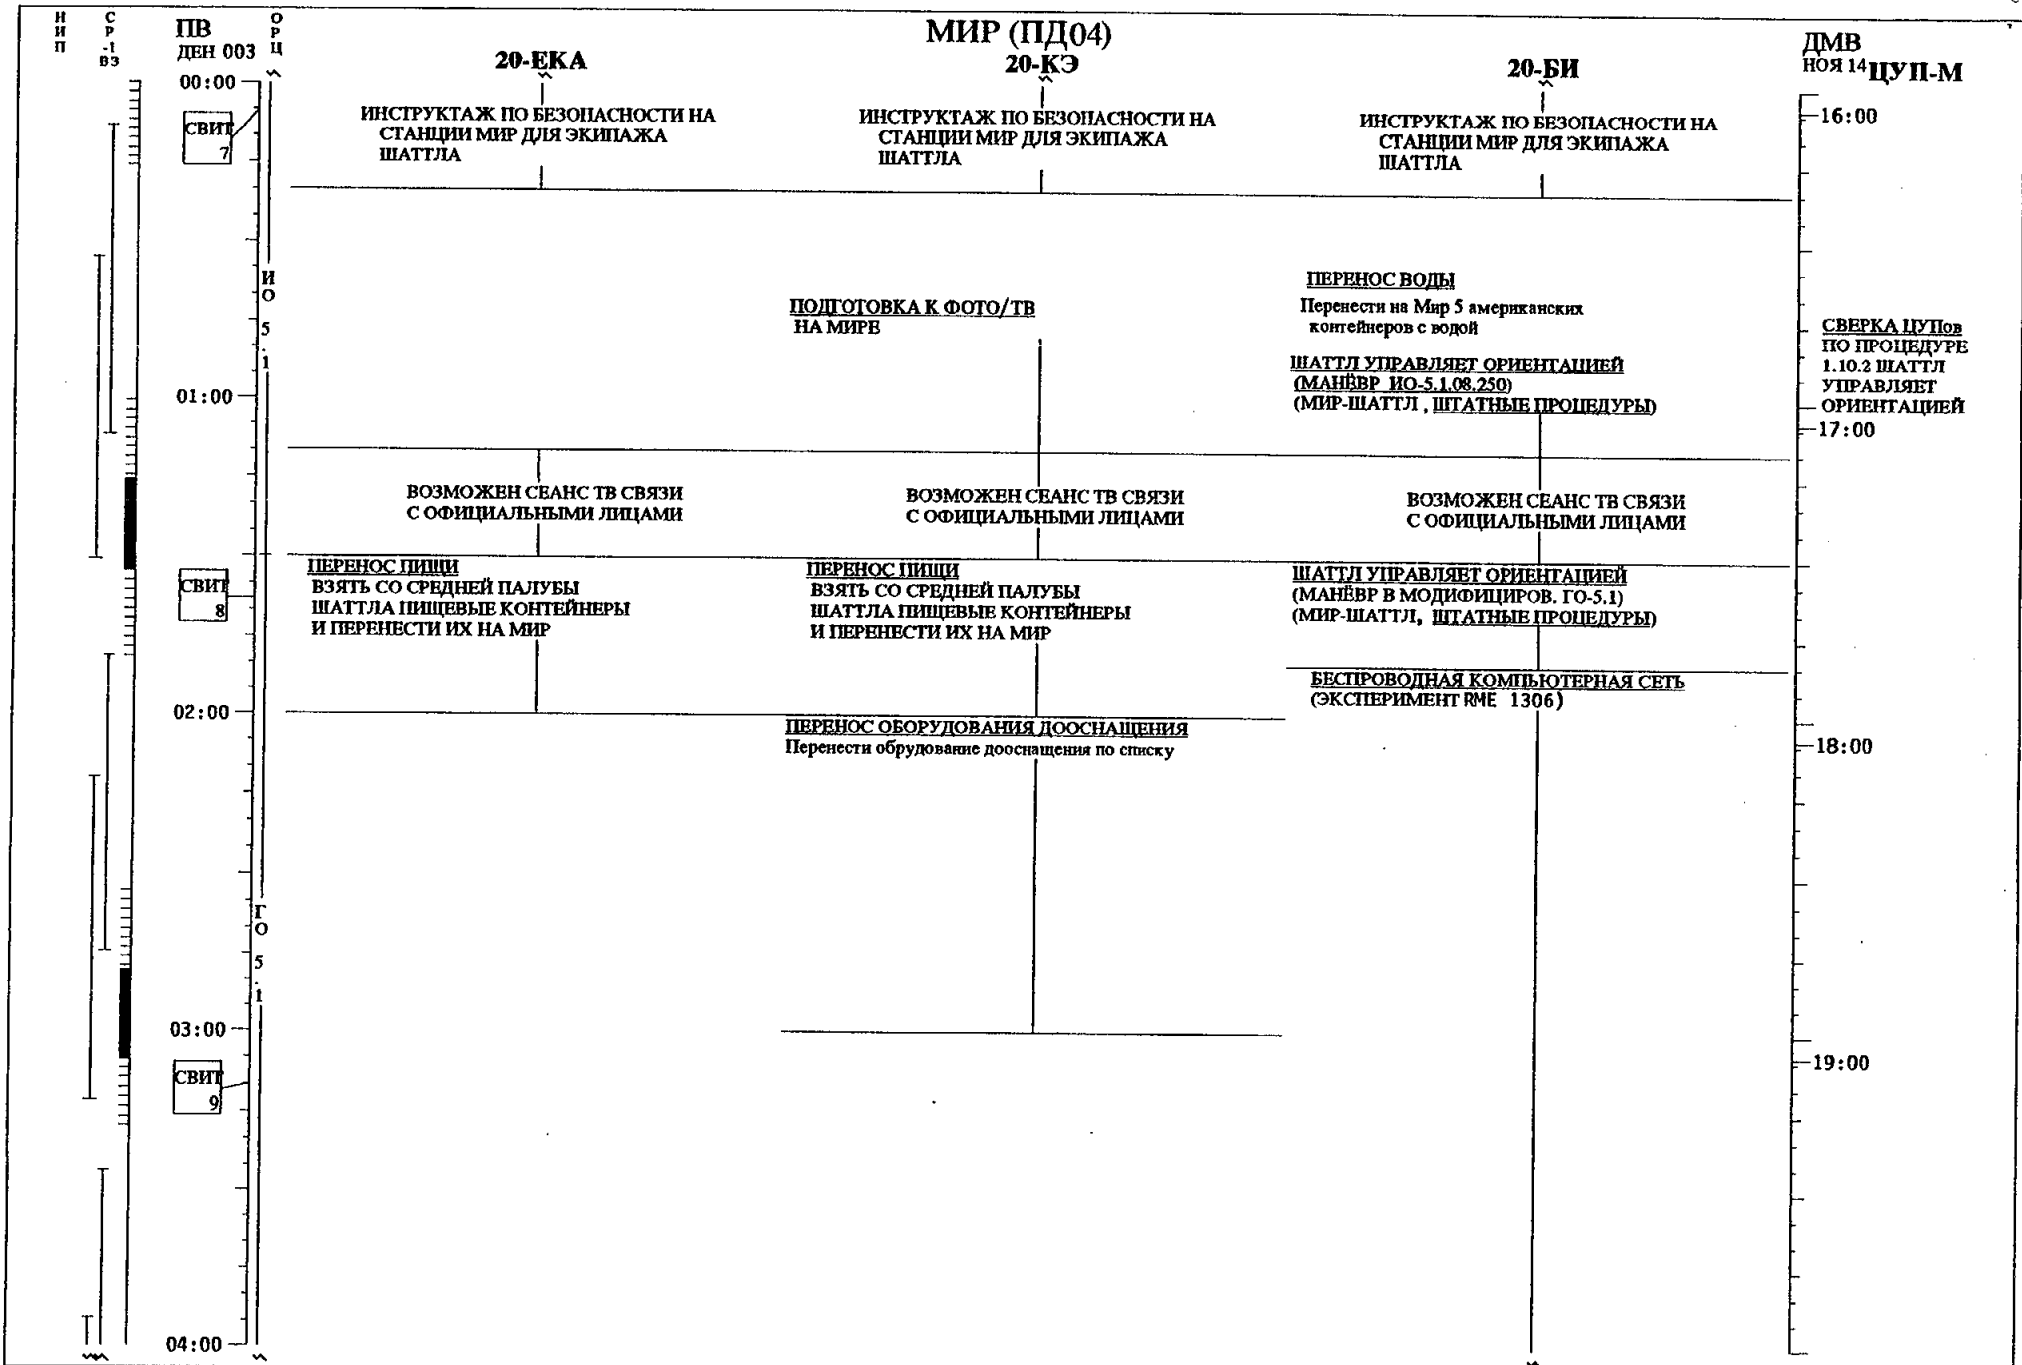 МИР (ПД04)
ИИП
СР-1 ВЗ
ПВ
ДЕН 003
ОРЦ
20-ЕКА
20-КЭ
20-БИ
ДМВ
НОЯ 14 ЦУП-М
00:00
СВИТ
7
ИНСТРУКТАЖ ПО БЕЗОПАСНОСТИ НА
СТАНЦИИ МИР ДЛЯ ЭКИПАЖА
ШАТТЛА
ИНСТРУКТАЖ ПО БЕЗОПАСНОСТИ НА
СТАНЦИИ МИР ДЛЯ ЭКИПАЖА
ШАТТЛА
ИНСТРУКТАЖ ПО БЕЗОПАСНОСТИ НА
СТАНЦИИ МИР ДЛЯ ЭКИПАЖА
ШАТТЛА
16:00
ИО 5.1
ПОДГОТОВКА К ФОТО/ТВ
НА МИРЕ
ПЕРЕНОС ВОДЫ
Перенести на Мир 5 американских
контейнеров с водой
ШАТТЛ УПРАВЛЯЕТ ОРИЕНТАЦИЕЙ
(МАНЁВР ИО-5.1.08.250)
(МИР-ШАТТЛ , ШТАТНЫЕ ПРОЦЕДУРЫ)
СВЕРКА ЦУПов
ПО ПРОЦЕДУРЕ
1.10.2 ШАТТЛ
УПРАВЛЯЕТ
ОРИЕНТАЦИЕЙ
01:00
17:00
ВОЗМОЖЕН СЕАНС ТВ СВЯЗИ
С ОФИЦИАЛЬНЫМИ ЛИЦАМИ
ВОЗМОЖЕН СЕАНС ТВ СВЯЗИ
С ОФИЦИАЛЬНЫМИ ЛИЦАМИ
ВОЗМОЖЕН СЕАНС ТВ СВЯЗИ
С ОФИЦИАЛЬНЫМИ ЛИЦАМИ
СВИТ
8
ПЕРЕНОС ПИЩИ
ВЗЯТЬ СО СРЕДНЕЙ ПАЛУБЫ
ШАТТЛА ПИЩЕВЫЕ КОНТЕЙНЕРЫ
И ПЕРЕНЕСТИ ИХ НА МИР
ПЕРЕНОС ПИЩИ
ВЗЯТЬ СО СРЕДНЕЙ ПАЛУБЫ
ШАТТЛА ПИЩЕВЫЕ КОНТЕЙНЕРЫ
И ПЕРЕНЕСТИ ИХ НА МИР
ШАТТЛ УПРАВЛЯЕТ ОРИЕНТАЦИЕЙ
(МАНЁВР В МОДИФИЦИРОВ. ГО-5.1)
(МИР-ШАТТЛ, ШТАТНЫЕ ПРОЦЕДУРЫ)
БЕСПРОВОДНАЯ КОМПЬЮТЕРНАЯ СЕТЬ
(ЭКСПЕРИМЕНТ RME 1306)
02:00
ПЕРЕНОС ОБОРУДОВАНИЯ ДООСНАЩЕНИЯ
Перенести обрудование дооснащения по списку
18:00
ГО 5.1
03:00
СВИТ
9
19:00
04:00